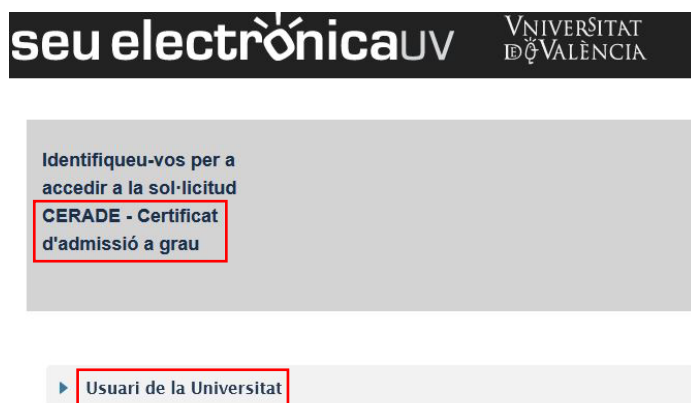 seu electrònicauv
VNIVERSITAT
DE VALÈNCIA
Identifiqueu-vos per a
accedir a la sol·licitud
CERADE - Certificat
d'admissió a grau
Usuari de la Universitat